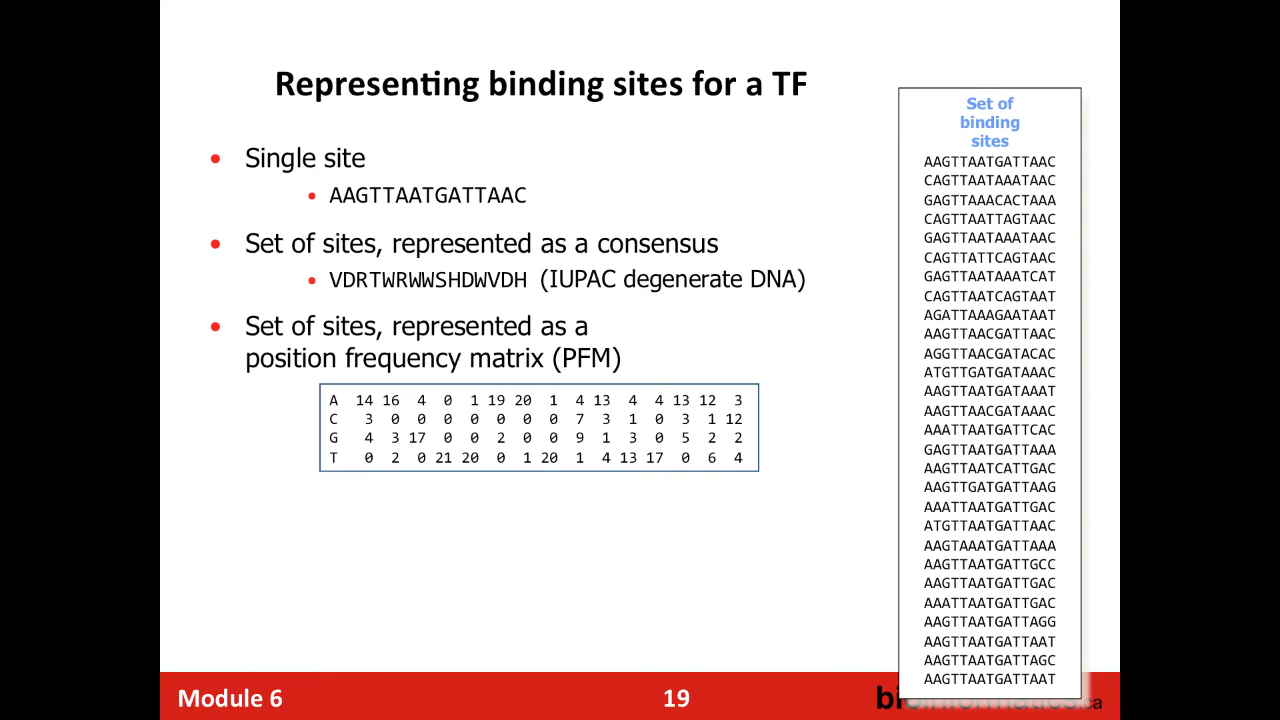 Representing binding sites for a TF
• Single site
• AAGTTAATGATTAAC
• Set of sites, represented as a consensus
• VDRTWRWWSHDWVDH (IUPAC degenerate DNA)
• Set of sites, represented as a
position frequency matrix (PFM)
A 14 16 4 0 1 19 20 1 4 13 4 4 13 12 3
C 3 0 0 0 0 0 0 0 7 3 1 0 3 1 12
G 4 3 17 0 0 2 0 0 9 1 3 0 5 2 2
T 0 2 0 21 20 0 1 20 1 4 13 17 0 6 4
Set of
binding
sites
AAGTTAATGATTAAC
CAGTTAATAAATAAC
GAGTTAAACACTAAA
CAGTTAATTAGTAAC
GAGTTAATAAATAAC
CAGTTATTCAGTAAC
GAGTTAATAAATCAT
CAGTTAATCAGTAAT
AGATTAAAGAATAAT
AAGTTAACGATTAAC
AGGTTAACGATACAC
ATGTTGATGATAAAC
AAGTTAATGATAAAT
AAGTTAACGATAAAC
AAATTAATGATTCAC
GAGTTAATGATTAAA
AAGTTAATCATTGAC
AAGTTGATGATTAAG
AAATTAATGATTGAC
ATGTTAATGATTAAC
AAGTAAATGATTAAA
AAGTTAATGATTGCC
AAGTTAATGATTGAC
AAATTAATGATTGAC
AAGTTAATGATTAGG
AAGTTAATGATTAAT
AAGTTAATGATTAGC
AAGTTAATGATTAAT
Module 6
19